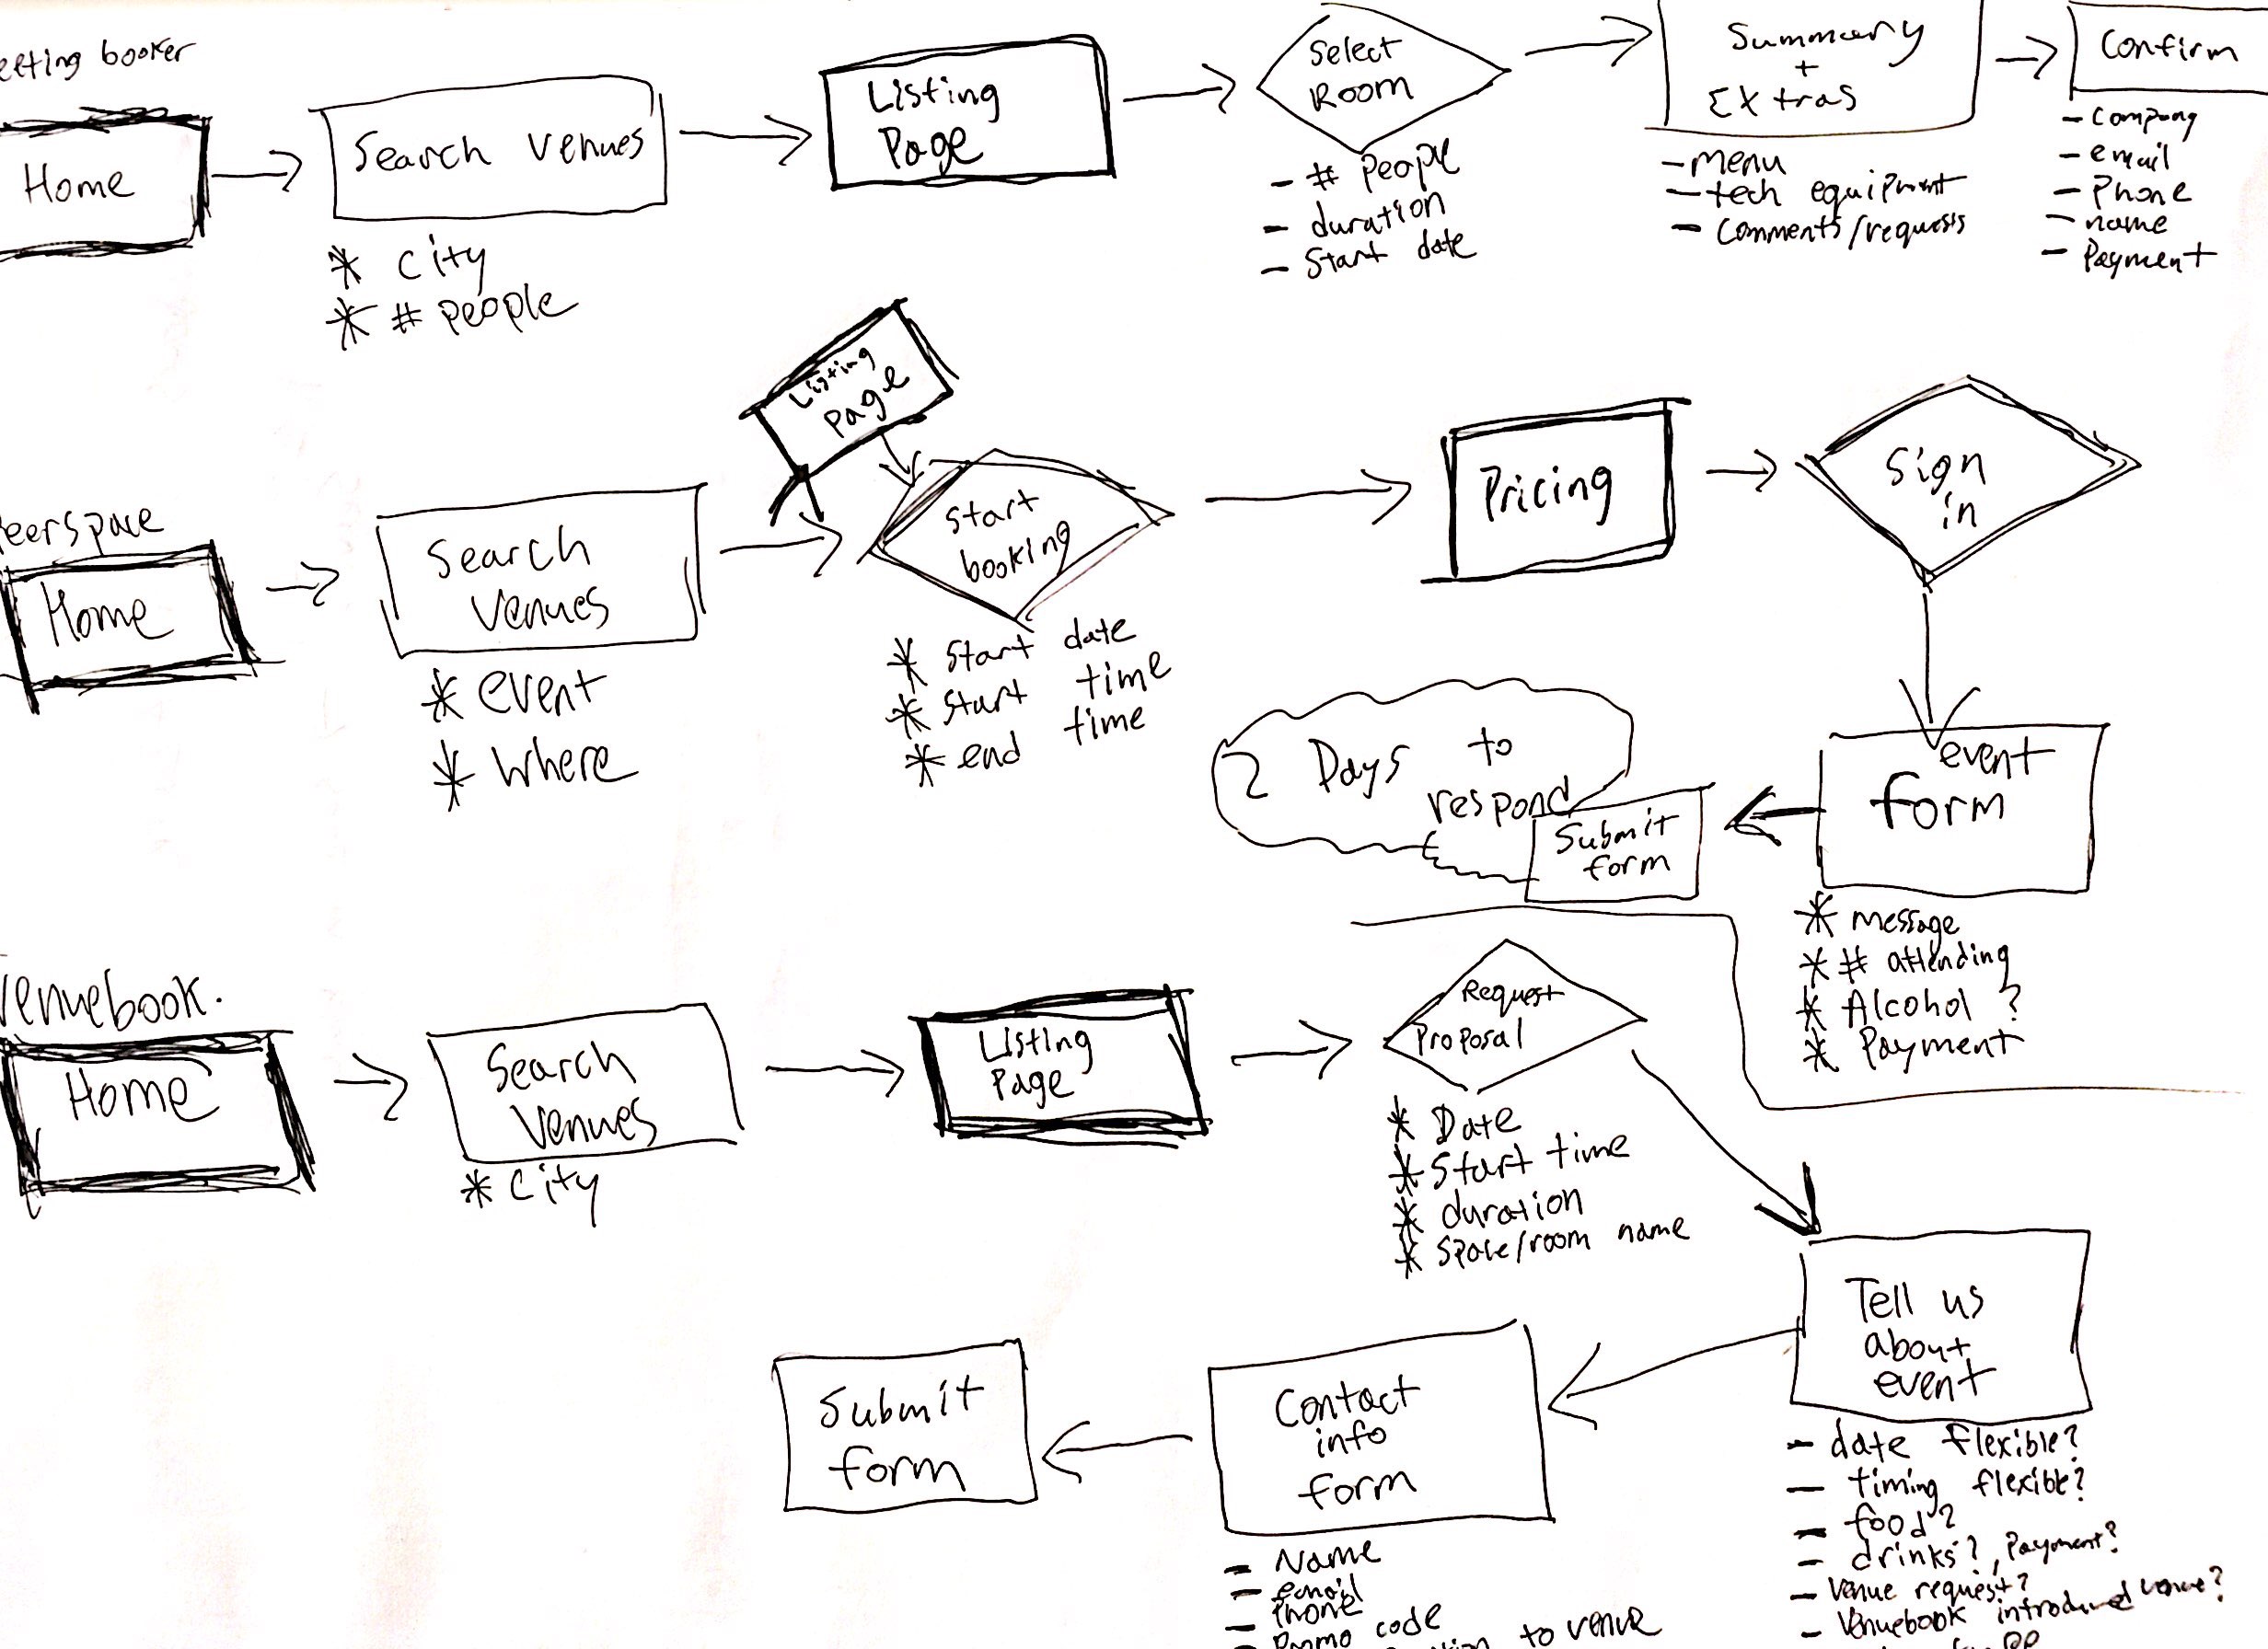 eeting booker
Home
Search Venues
* City
* # people
Listing
Page
Select
Room
- # People
- duration
- Start date
Summary
+
Extras
- menu
- tech equipment
- Comments/requests
Confirm
- Company
- email
- Phone
- name
- Payment
eerspace
Home
Search
Venues
* event
* Where
Listing
Page
Start
booking
* Start date
* Start time
* end time
Pricing
Sign
in
event
form
* message
* # attending
* Alcohol ?
* Payment
Submit
form
2 Days to
respond
Venuebook.
Home
Search
Venues
* City
Listing
Page
Request
Proposal
* Date
* Start time
* duration
* Space/room name
Tell us
about
event
- date flexible?
- timing flexible?
- food?
- drinks?, Payment?
- Venue request?
- Venuebook introduced venue?
Contact
info
form
- Name
- email
- Phone
- Promo code
to venue
Submit
form